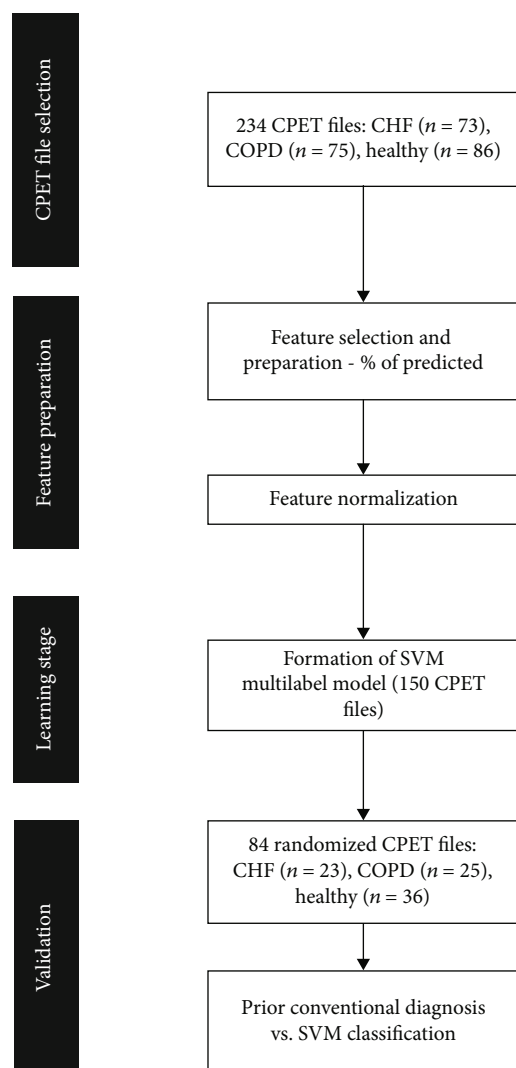 CPET file selection
234 CPET files: CHF (n = 73),
COPD (n = 75), healthy (n = 86)
Feature preparation
Feature selection and
preparation - % of predicted
Feature normalization
Learning stage
Formation of SVM
multilabel model (150 CPET
files)
Validation
84 randomized CPET files:
CHF (n = 23), COPD (n = 25),
healthy (n = 36)
Prior conventional diagnosis
vs. SVM classification